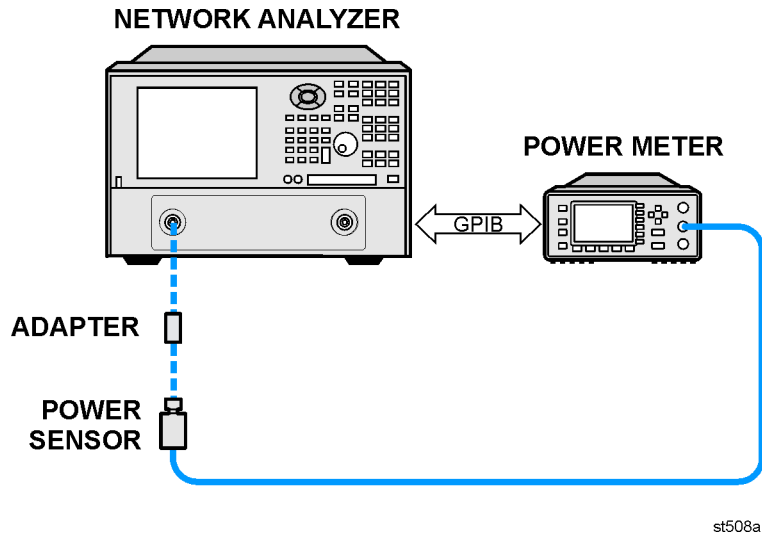 NETWORK ANALYZER
POWER METER
GPIB
ADAPTER
POWER
SENSOR
st508a